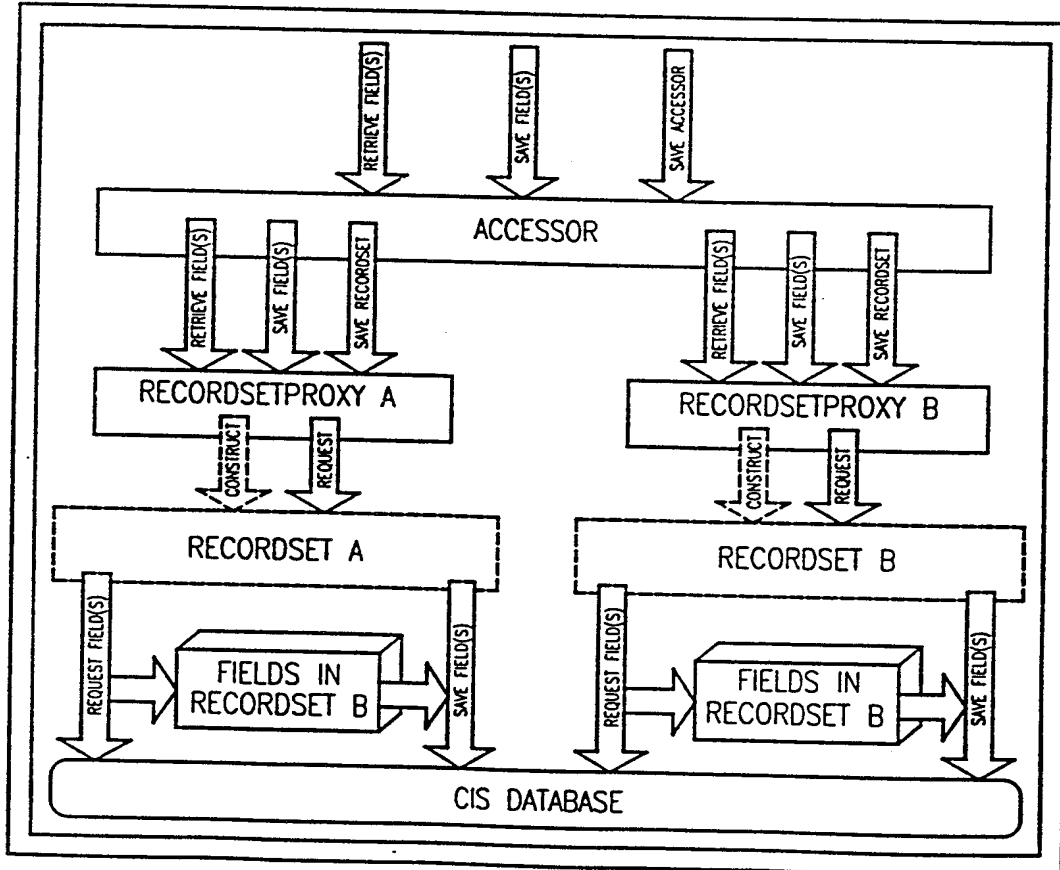 RETRIEVE FIELD(S)
SAVE FIELD(S)
SAVE ACCESSOR
ACCESSOR
RETRIEVE FIELD(S)
SAVE FIELD(S)
SAVE RECORDSET
RETRIEVE FIELD(S)
SAVE FIELD(S)
SAVE RECORDSET
RECORDSETPROXY A
RECORDSETPROXY B
CONSTRUCT
REQUEST
CONSTRUCT
REQUEST
RECORDSET A
RECORDSET B
REQUEST FIELD(S)
FIELDS IN
RECORDSET B
SAVE FIELD(S)
REQUEST FIELD(S)
FIELDS IN
RECORDSET B
SAVE FIELD(S)
CIS DATABASE